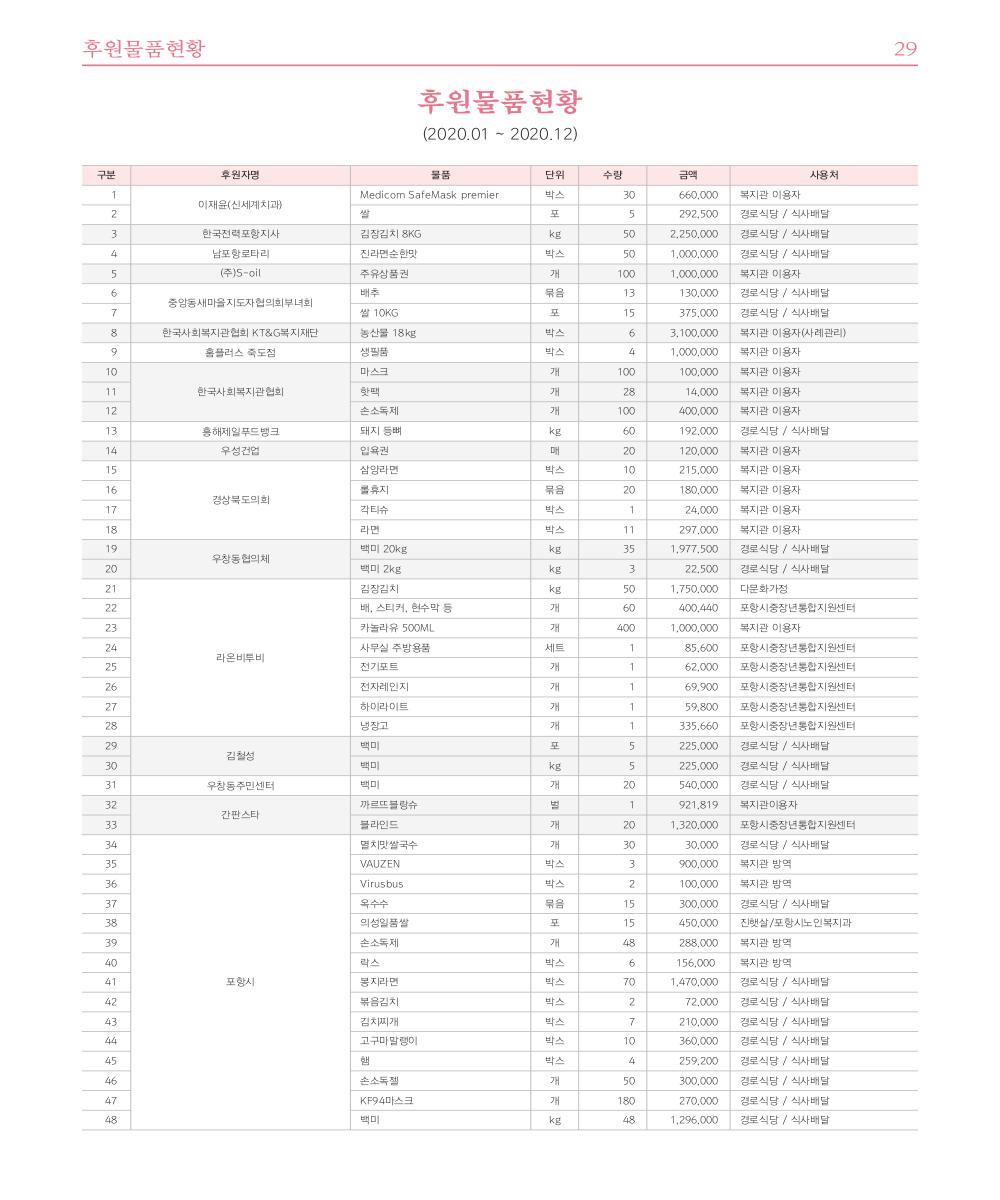 후원물품현황 29
후원물품현황
(2020.01 ~ 2020.12)
구분 후원자명 물품 단위 수량 금액 사용처
1 이재윤(신세계치과) Medicom SafeMask premier 박스 30 660,000 복지관 이용자
2 쌀 포 5 292,500 경로식당 / 식사배달
3 한국전력포항지사 김장김치 8KG kg 50 2,250,000 경로식당 / 식사배달
4 남포항로타리 진라면순한맛 박스 50 1,000,000 경로식당 / 식사배달
5 (주)S-oil 주유상품권 개 100 1,000,000 복지관 이용자
6 중앙동새마을지도자협의회부녀회 배추 묶음 13 130,000 경로식당 / 식사배달
7 쌀 10KG 포 15 375,000 경로식당 / 식사배달
8 한국사회복지관협회 KT&G복지재단 농산물 18kg 박스 6 3,100,000 복지관 이용자(사례관리)
9 홈플러스 죽도점 생필품 박스 4 1,000,000 복지관 이용자
10 한국사회복지관협회 마스크 개 100 100,000 복지관 이용자
11 핫팩 개 28 14,000 복지관 이용자
12 손소독제 개 100 400,000 복지관 이용자
13 흥해제일푸드뱅크 돼지 등뼈 kg 60 192,000 경로식당 / 식사배달
14 우성건업 입욕권 매 20 120,000 복지관 이용자
15 경상북도의회 삼양라면 박스 10 215,000 복지관 이용자
16 롤휴지 묶음 20 180,000 복지관 이용자
17 각티슈 박스 1 24,000 복지관 이용자
18 라면 박스 11 297,000 복지관 이용자
19 우창동협의체 백미 20kg kg 35 1,977,500 경로식당 / 식사배달
20 백미 2kg kg 3 22,500 경로식당 / 식사배달
21 라온비투비 김장김치 kg 50 1,750,000 다문화가정
22 배, 스티커, 현수막 등 개 60 400,440 포항시중장년통합지원센터
23 카놀라유 500ML 개 400 1,000,000 복지관 이용자
24 사무실 주방용품 세트 1 85,600 포항시중장년통합지원센터
25 전기포트 개 1 62,000 포항시중장년통합지원센터
26 전자레인지 개 1 69,900 포항시중장년통합지원센터
27 하이라이트 개 1 59,800 포항시중장년통합지원센터
28 냉장고 개 1 335,660 포항시중장년통합지원센터
29 김철성 백미 포 5 225,000 경로식당 / 식사배달
30 백미 kg 5 225,000 경로식당 / 식사배달
31 우창동주민센터 백미 개 20 540,000 경로식당 / 식사배달
32 간판스타 까르뜨블랑슈 벌 1 921,819 복지관이용자
33 블라인드 개 20 1,320,000 포항시중장년통합지원센터
34 포항시 멸치맛쌀국수 개 30 30,000 경로식당 / 식사배달
35 VAUZEN 박스 3 900,000 복지관 방역
36 Virusbus 박스 2 100,000 복지관 방역
37 옥수수 묶음 15 300,000 경로식당 / 식사배달
38 의성일품쌀 포 15 450,000 진햇살/포항시노인복지과
39 손소독제 개 48 288,000 복지관 방역
40 락스 박스 6 156,000 복지관 방역
41 봉지라면 박스 70 1,470,000 경로식당 / 식사배달
42 볶음김치 박스 2 72,000 경로식당 / 식사배달
43 김치찌개 박스 7 210,000 경로식당 / 식사배달
44 고구마말랭이 박스 10 360,000 경로식당 / 식사배달
45 햄 박스 4 259,200 경로식당 / 식사배달
46 손소독젤 개 50 300,000 경로식당 / 식사배달
47 KF94마스크 개 180 270,000 경로식당 / 식사배달
48 백미 kg 48 1,296,000 경로식당 / 식사배달